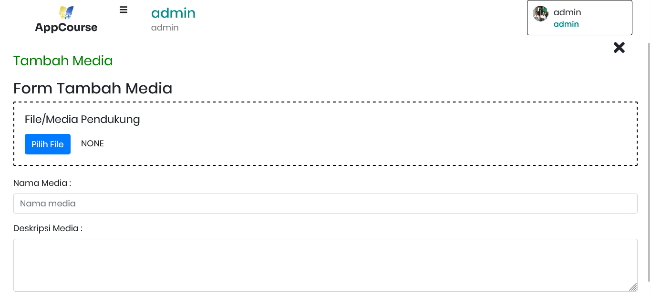 AppCourse
admin
admin
admin
admin
Tambah Media
Form Tambah Media
File/Media Pendukung
Pilih File
NONE
Nama Media :
Nama media
Deskripsi Media :